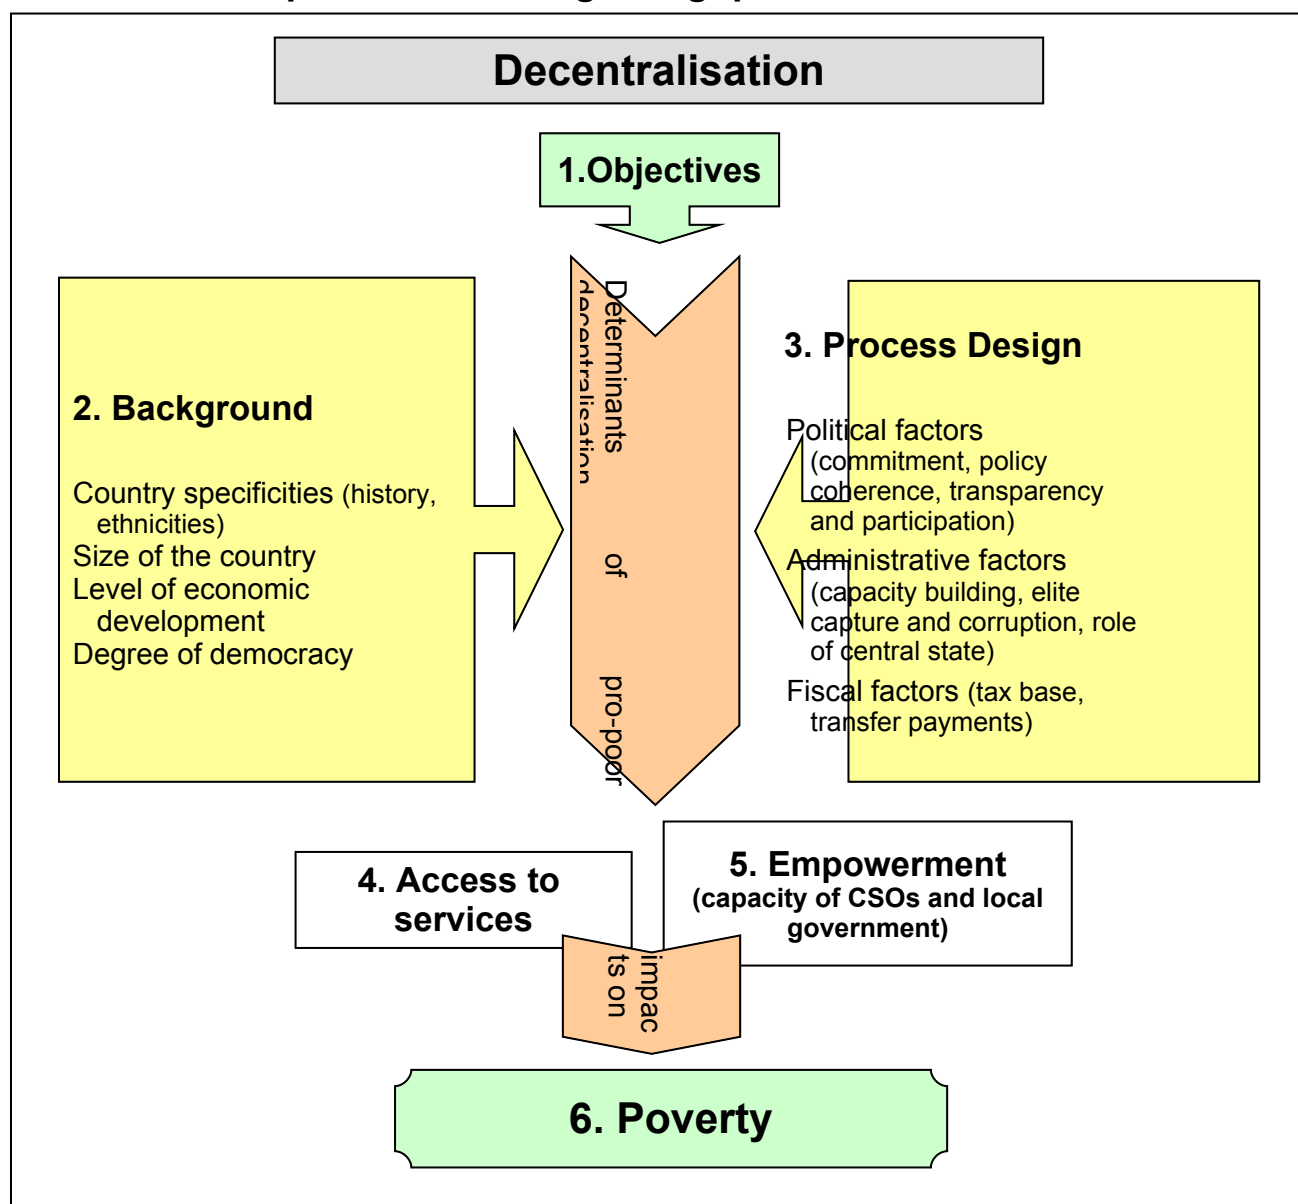 Decentralisation
1.Objectives
Determinants of pro-poor
decentralisation
2. Background
Country specificities (history,
ethnicities)
Size of the country
Level of economic
development
Degree of democracy
3. Process Design
Political factors
(commitment, policy
coherence, transparency
and participation)
Administrative factors
(capacity building, elite
capture and corruption, role
of central state)
Fiscal factors (tax base,
transfer payments)
4. Access to
services
5. Empowerment
(capacity of CSOs and local
government)
impac
ts on
6. Poverty